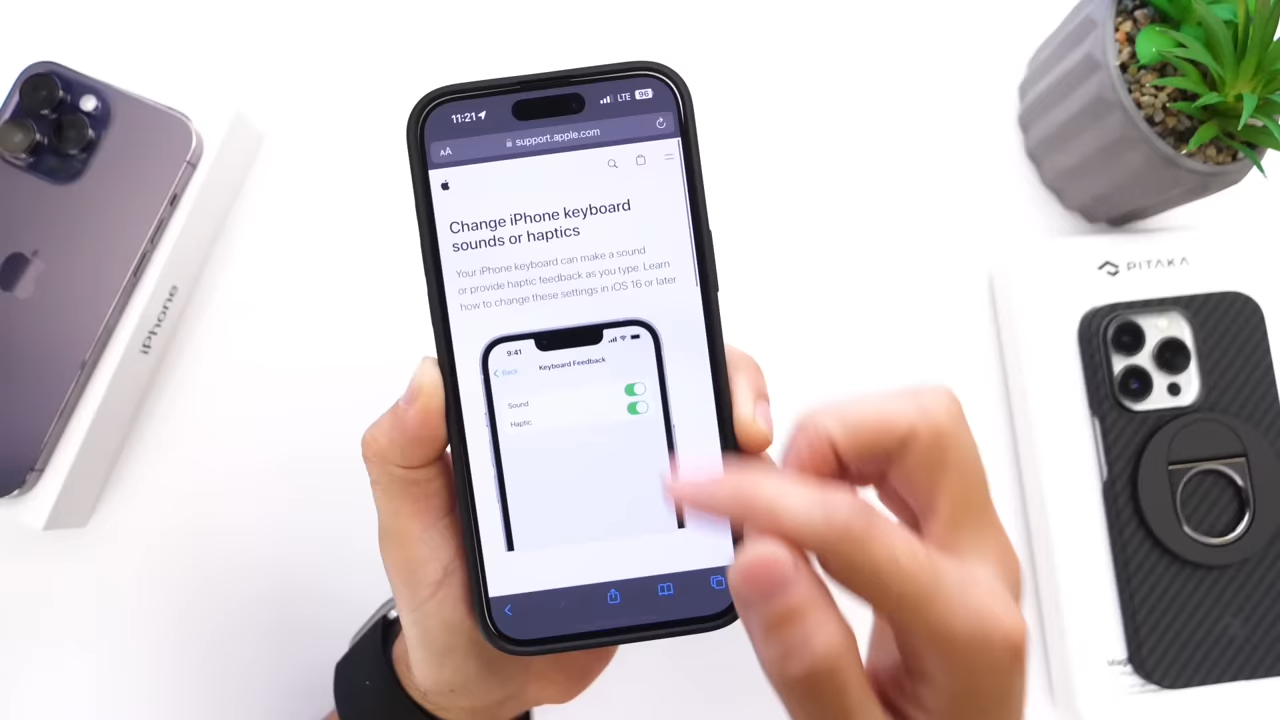 11:21
LTE
96
AA
support.apple.com
Change iPhone keyboard
sounds or haptics
Your iPhone keyboard can make a sound
or provide haptic feedback as you type. Learn
how to change these settings in iOS 16 or later
9:41
Back
Keyboard Feedback
Sound
Haptic
iPhone
PITAKA